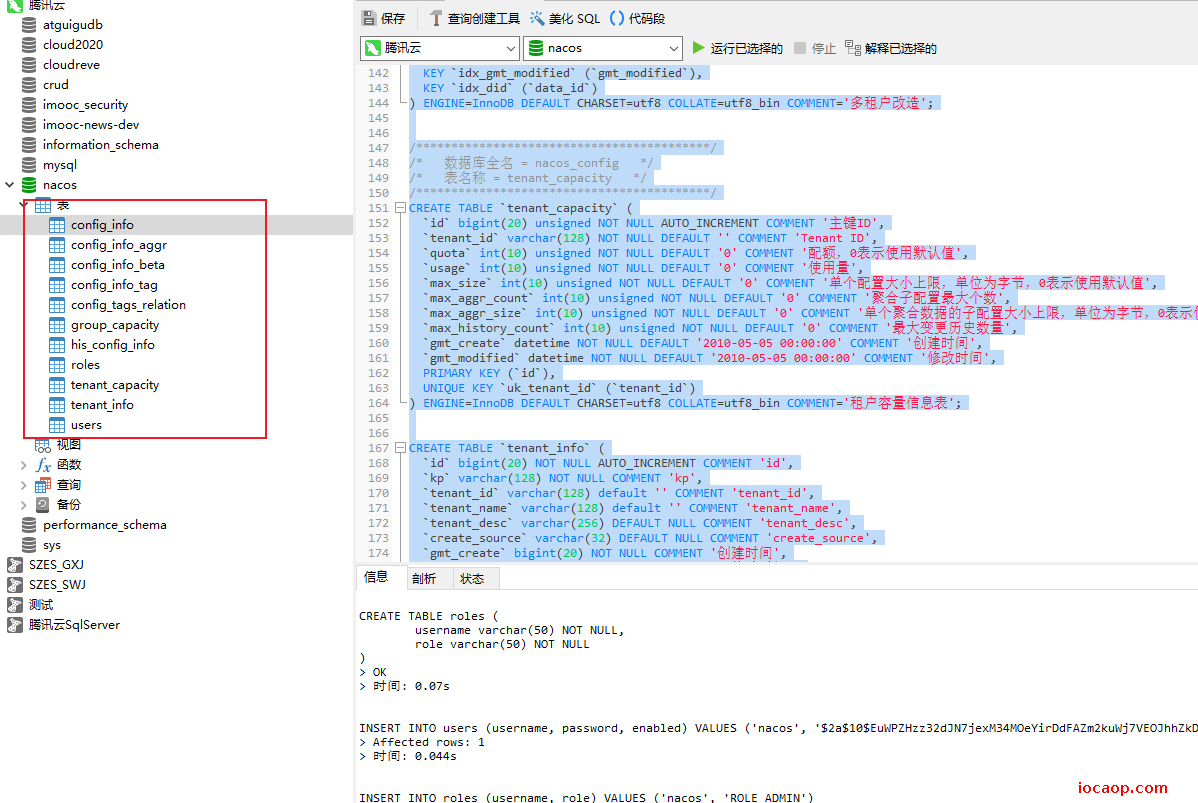 腾讯云
atguigudb
cloud2020
cloudreve
crud
imooc_security
imooc-news-dev
information_schema
mysql
nacos
表
config_info
config_info_aggr
config_info_beta
config_info_tag
config_tags_relation
group_capacity
his_config_info
roles
tenant_capacity
tenant_info
users
视图
函数
查询
备份
performance_schema
sys
SZES_GXJ
SZES_SWJ
测试
腾讯云SqlServer
保存 查询创建工具 美化 SQL 代码段
腾讯云 nacos 运行已选择的 停止 解释已选择的
142 KEY `idx_gmt_modified` (`gmt_modified`),
143 KEY `idx_did` (`data_id`)
144 ) ENGINE=InnoDB DEFAULT CHARSET=utf8 COLLATE=utf8_bin COMMENT='多租户改造';
145
146
147 /******************************************/
148 /*   数据库全名 = nacos_config   */
149 /*   表名称 = tenant_capacity   */
150 /******************************************/
151 CREATE TABLE `tenant_capacity` (
152 `id` bigint(20) unsigned NOT NULL AUTO_INCREMENT COMMENT '主键ID',
153 `tenant_id` varchar(128) NOT NULL DEFAULT '' COMMENT 'Tenant ID',
154 `quota` int(10) unsigned NOT NULL DEFAULT '0' COMMENT '配额，0表示使用默认值',
155 `usage` int(10) unsigned NOT NULL DEFAULT '0' COMMENT '使用量',
156 `max_size` int(10) unsigned NOT NULL DEFAULT '0' COMMENT '单个配置大小上限，单位为字节，0表示使用默认值',
157 `max_aggr_count` int(10) unsigned NOT NULL DEFAULT '0' COMMENT '聚合子配置最大个数',
158 `max_aggr_size` int(10) unsigned NOT NULL DEFAULT '0' COMMENT '单个聚合数据的子配置大小上限，单位为字节，0表示
159 `max_history_count` int(10) unsigned NOT NULL DEFAULT '0' COMMENT '最大变更历史数量',
160 `gmt_create` datetime NOT NULL DEFAULT '2010-05-05 00:00:00' COMMENT '创建时间',
161 `gmt_modified` datetime NOT NULL DEFAULT '2010-05-05 00:00:00' COMMENT '修改时间',
162 PRIMARY KEY (`id`),
163 UNIQUE KEY `uk_tenant_id` (`tenant_id`)
164 ) ENGINE=InnoDB DEFAULT CHARSET=utf8 COLLATE=utf8_bin COMMENT='租户容量信息表';
165
166
167 CREATE TABLE `tenant_info` (
168 `id` bigint(20) NOT NULL AUTO_INCREMENT COMMENT 'id',
169 `kp` varchar(128) NOT NULL COMMENT 'kp',
170 `tenant_id` varchar(128) default '' COMMENT 'tenant_id',
171 `tenant_name` varchar(128) default '' COMMENT 'tenant_name',
172 `tenant_desc` varchar(256) DEFAULT NULL COMMENT 'tenant_desc',
173 `create_source` varchar(32) DEFAULT NULL COMMENT 'create_source',
174 `gmt_create` bigint(20) NOT NULL COMMENT '创建时间',
信息 剖析 状态
CREATE TABLE roles (
username varchar(50) NOT NULL,
role varchar(50) NOT NULL
)
> OK
> 时间: 0.07s
INSERT INTO users (username, password, enabled) VALUES ('nacos', '$2a$10$EuWPZHzz32dJN7jexM34MOeYirDdFAZm2kuWj7VEOJhhZkD
> Affected rows: 1
> 时间: 0.044s
INSERT INTO roles (username, role) VALUES ('nacos', 'ROLE_ADMIN')
iocaop.com